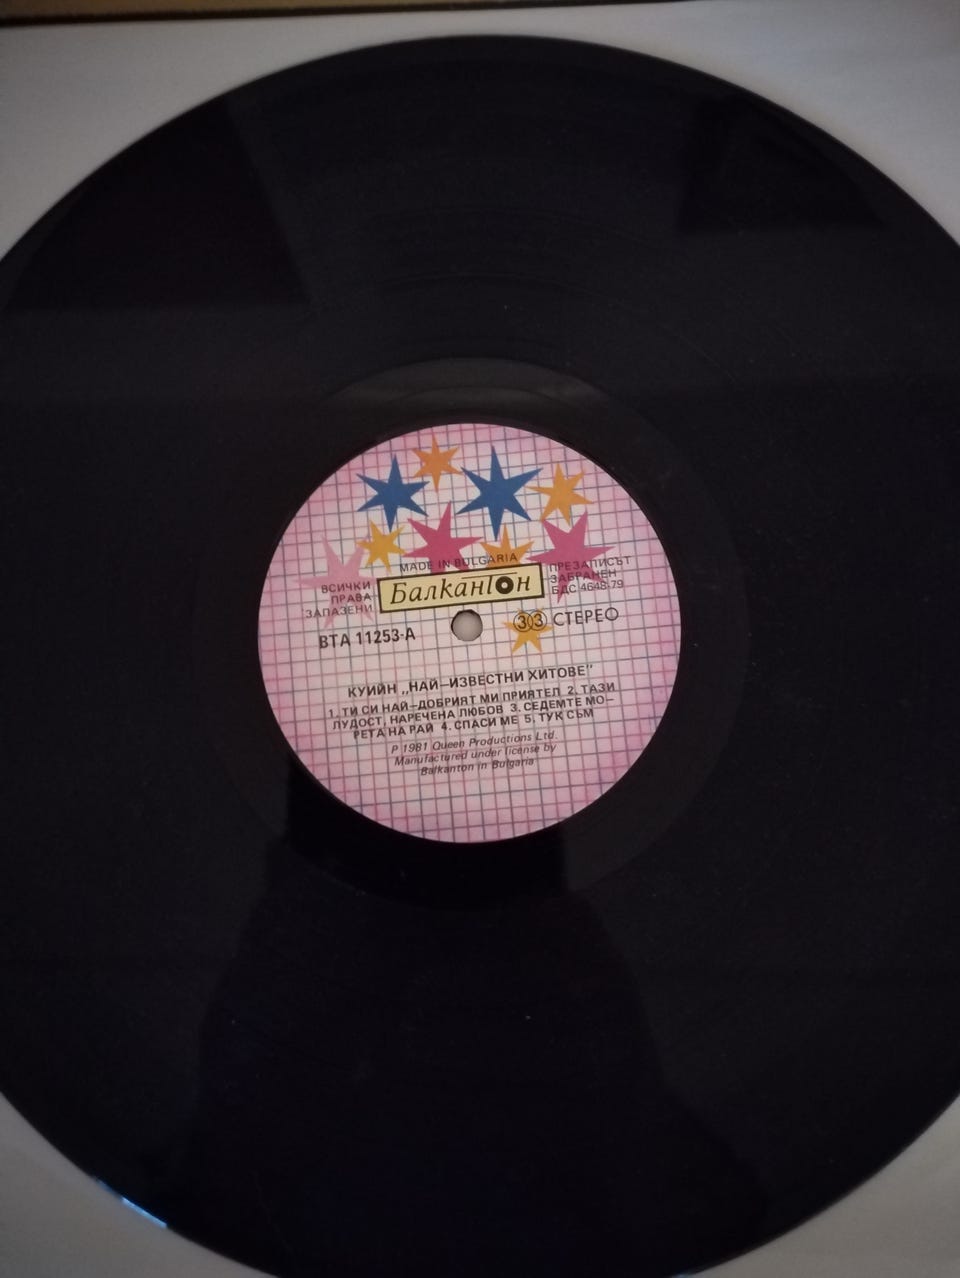 MADE IN BULGARIA
ВСИЧКИ
ПРАВА
ЗАПАЗЕНИ
Балкантон
ПРЕЗАПИСЪТ
ЗАБРАНЕН
БДС 4648-79
ВТА 11253-А
33 СТЕРЕО
КУИЙН „НАЙ-ИЗВЕСТНИ ХИТОВЕ"
1. ТИ СИ НАЙ-ДОБРИЯТ МИ ПРИЯТЕЛ 2. ТАЗИ
ЛУДОСТ, НАРЕЧЕНА ЛЮБОВ 3. СЕДЕМТЕ МО-
РЕТА НА РАЙ 4. СПАСИ МЕ 5. ТУК СЪМ
P 1981 Queen Productions Ltd.
Manufactured under license by
Balkanton in Bulgaria